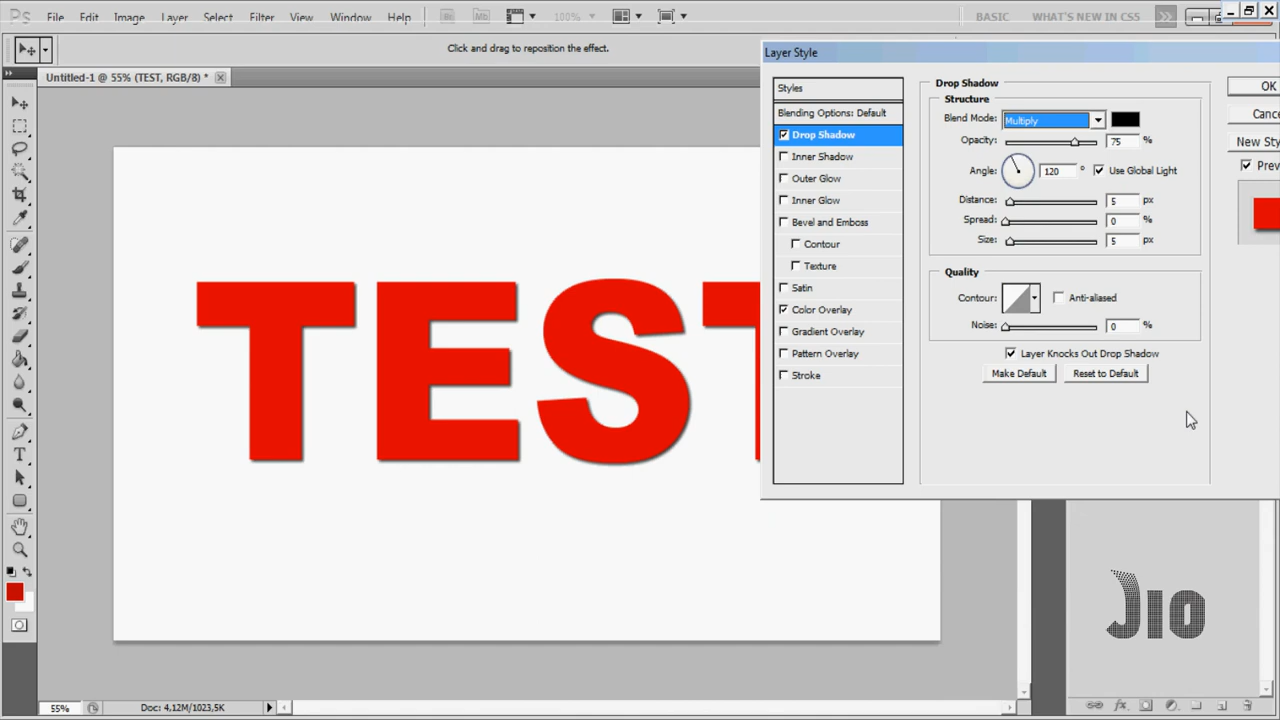 Ps File Edit Image Layer Select Filter View Window Help Br Mb 100% BASIC WHAT'S NEW IN CS5
Click and drag to reposition the effect.
Untitled-1 @ 55% (TEST, RGB/8) *
TEST
Layer Style
Styles
Blending Options: Default
Drop Shadow
Inner Shadow
Outer Glow
Inner Glow
Bevel and Emboss
Contour
Texture
Satin
Color Overlay
Gradient Overlay
Pattern Overlay
Stroke
Drop Shadow
Structure
Blend Mode: Multiply
Opacity: 75 %
Angle: 120 ° Use Global Light
Distance: 5 px
Spread: 0 %
Size: 5 px
Quality
Contour: Anti-aliased
Noise: 0 %
Layer Knocks Out Drop Shadow
Make Default Reset to Default
OK
Cance
New Sty
Prev
JIO
55% Doc: 4,12M/1023,5K
fx